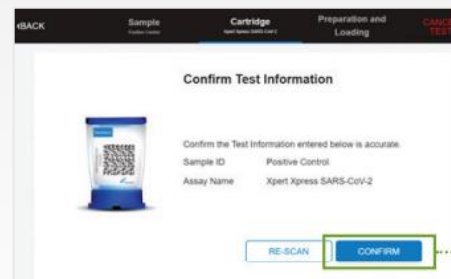 ‹BACK
Sample
Positive Control
Cartridge
Xpert Xpress SARS-CoV-2
Preparation and
Loading
CANCEL
TEST
Confirm Test Information
Confirm the Test Information entered below is accurate.
Sample ID Positive Control
Assay Name Xpert Xpress SARS-CoV-2
RE-SCAN
CONFIRM